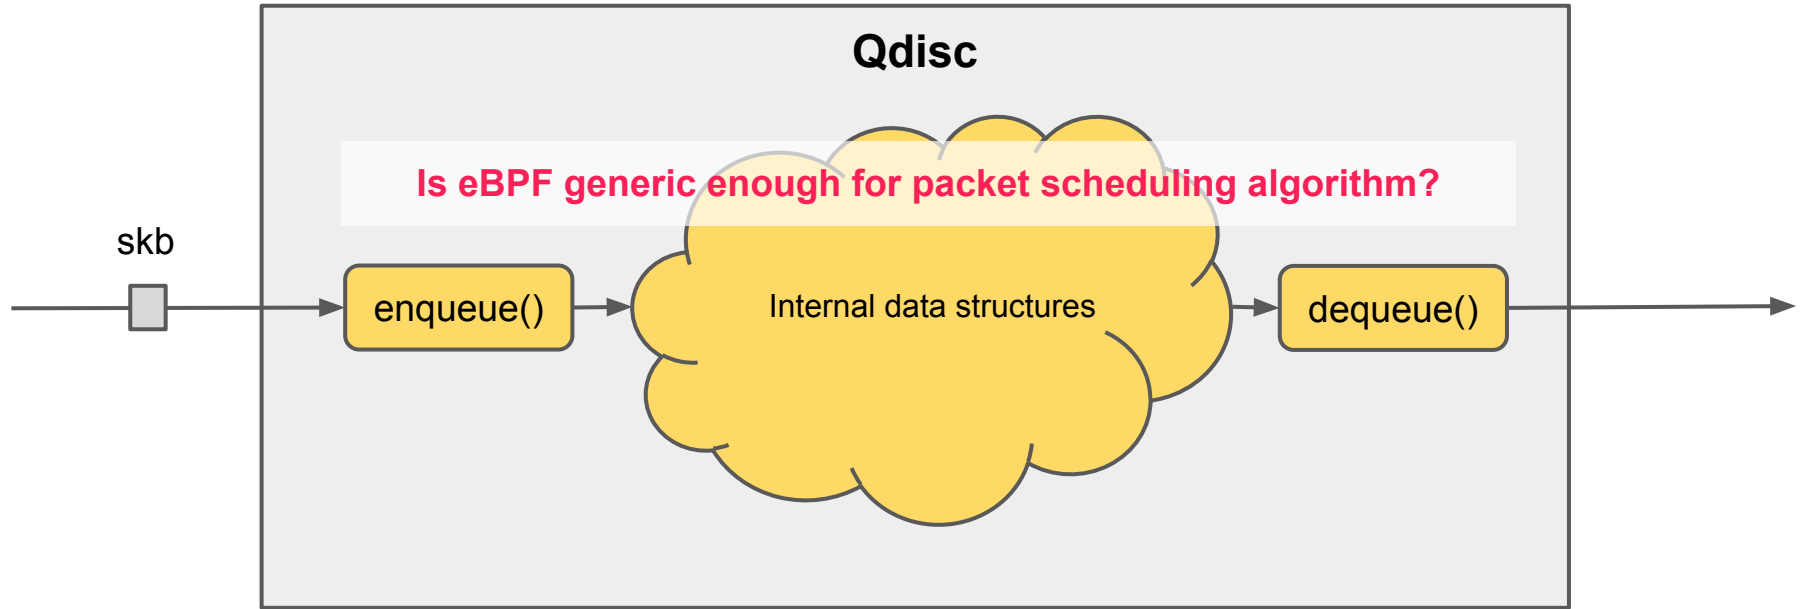 Qdisc
Is eBPF generic enough for packet scheduling algorithm?
skb
enqueue()
Internal data structures
dequeue()